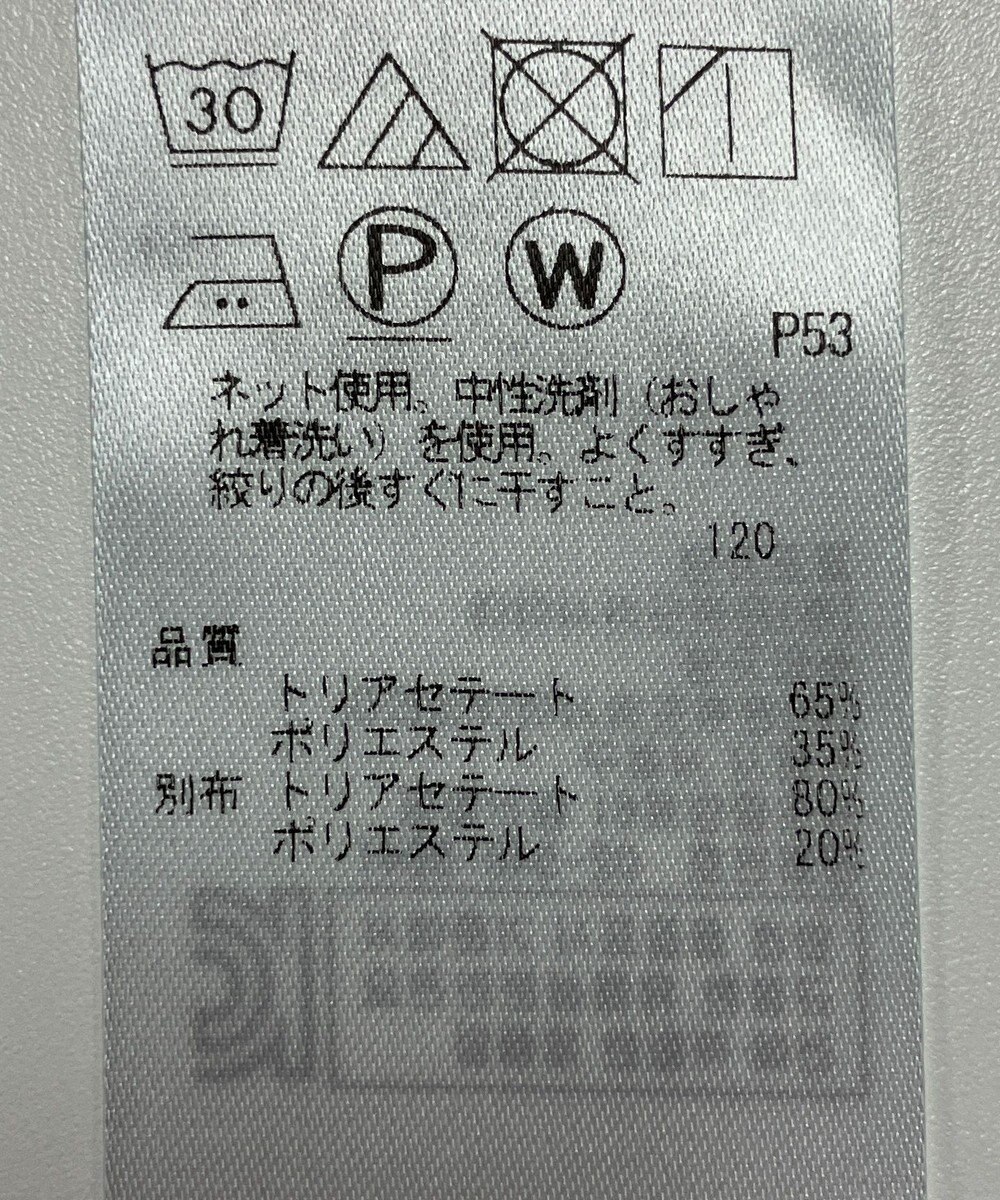 30
P
W
P53
ネット使用。中性洗剤（おしゃ
れ着洗い）を使用。よくすすぎ、
絞りの後すぐに干すこと。
120
品質
トリアセテート 65%
ポリエステル 35%
別布 トリアセテート 80%
ポリエステル 20%